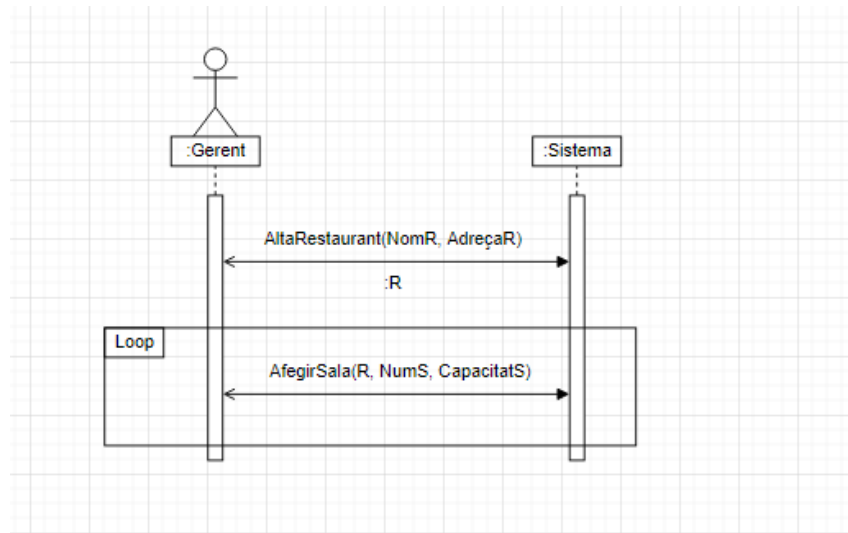 :Gerent
:Sistema
AltaRestaurant(NomR, AdreçaR)
:R
Loop
AfegirSala(R, NumS, CapacitatS)